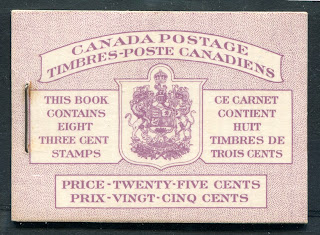 CANADA POSTAGE
TIMBRES-POSTE CANADIENS
THIS BOOK
CONTAINS
EIGHT
THREE CENT
STAMPS
CE CARNET
CONTIENT
HUIT
TIMBRES DE
TROIS CENTS
PRICE-TWENTY-FIVE CENTS
PRIX-VINGT-CINQ CENTS